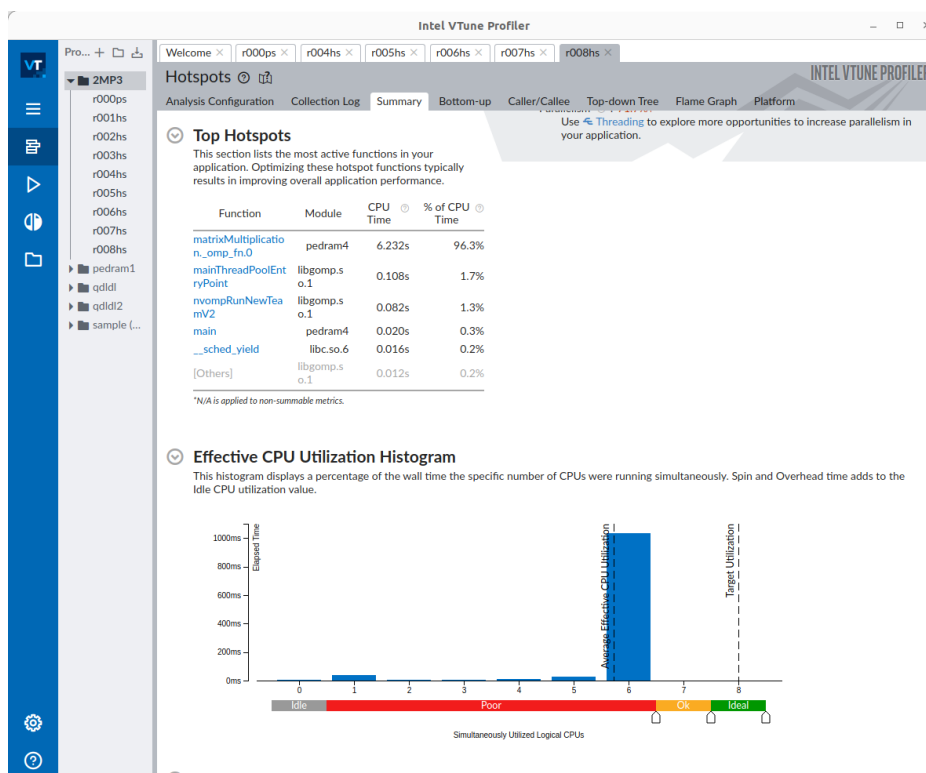 Intel VTune Profiler
VT
Pro...
2MP3
r000ps
r001hs
r002hs
r003hs
r004hs
r005hs
r006hs
r007hs
r008hs
pedram1
qdldl
qdldl2
sample (...
Welcome × r000ps × r004hs × r005hs × r006hs × r007hs × r008hs ×
Hotspots
INTEL VTUNE PROFILER
Analysis Configuration Collection Log Summary Bottom-up Caller/Callee Top-down Tree Flame Graph Platform
Use Threading to explore more opportunities to increase parallelism in
your application.
Top Hotspots
This section lists the most active functions in your
application. Optimizing these hotspot functions typically
results in improving overall application performance.
Function Module CPU Time % of CPU Time
matrixMultiplicatio
n._omp_fn.0 pedram4 6.232s 96.3%
mainThreadPoolEnt
ryPoint libgomp.s
o.1 0.108s 1.7%
nvompRunNewTea
mV2 libgomp.s
o.1 0.082s 1.3%
main pedram4 0.020s 0.3%
__sched_yield libc.so.6 0.016s 0.2%
[Others] libgomp.s
o.1 0.012s 0.2%
*N/A is applied to non-summable metrics.
Effective CPU Utilization Histogram
This histogram displays a percentage of the wall time the specific number of CPUs were running simultaneously. Spin and Overhead time adds to the
Idle CPU utilization value.
Elapsed Time
1000ms
800ms
600ms
400ms
200ms
0ms
Average Effective CPU Utilization
Target Utilization
0 1 2 3 4 5 6 7 8
Idle Poor Ok Ideal
Simultaneously Utilized Logical CPUs